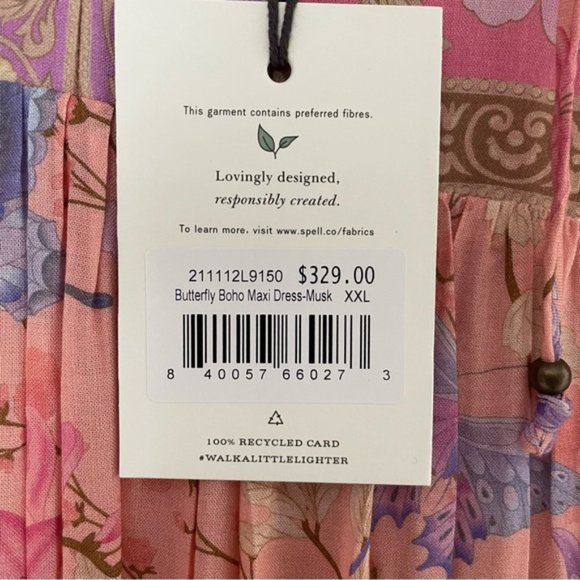 This garment contains preferred fibres.
Lovingly designed,
responsibly created.
To learn more, visit www.spell.co/fabrics
211112L9150 $329.00
Butterfly Boho Maxi Dress-Musk XXL
8 40057 66027 3
100% RECYCLED CARD
#WALKALITTLELIGHTER